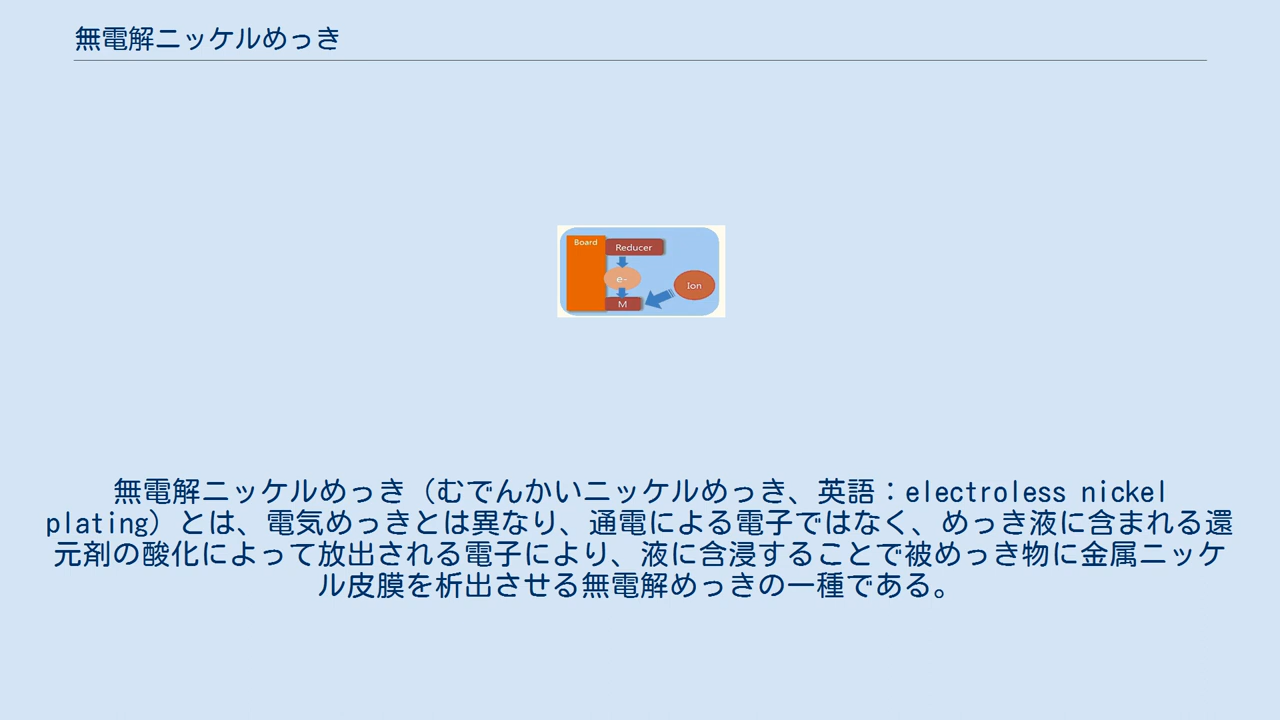 無電解ニッケルめっき
Board
Reducer
e-
Ion
M
無電解ニッケルめっき（むでんかいニッケルめっき、英語：electroless nickel
plating）とは、電気めっきとは異なり、通電による電子ではなく、めっき液に含まれる還
元剤の酸化によって放出される電子により、液に含浸することで被めっき物に金属ニッケ
ル皮膜を析出させる無電解めっきの一種である。